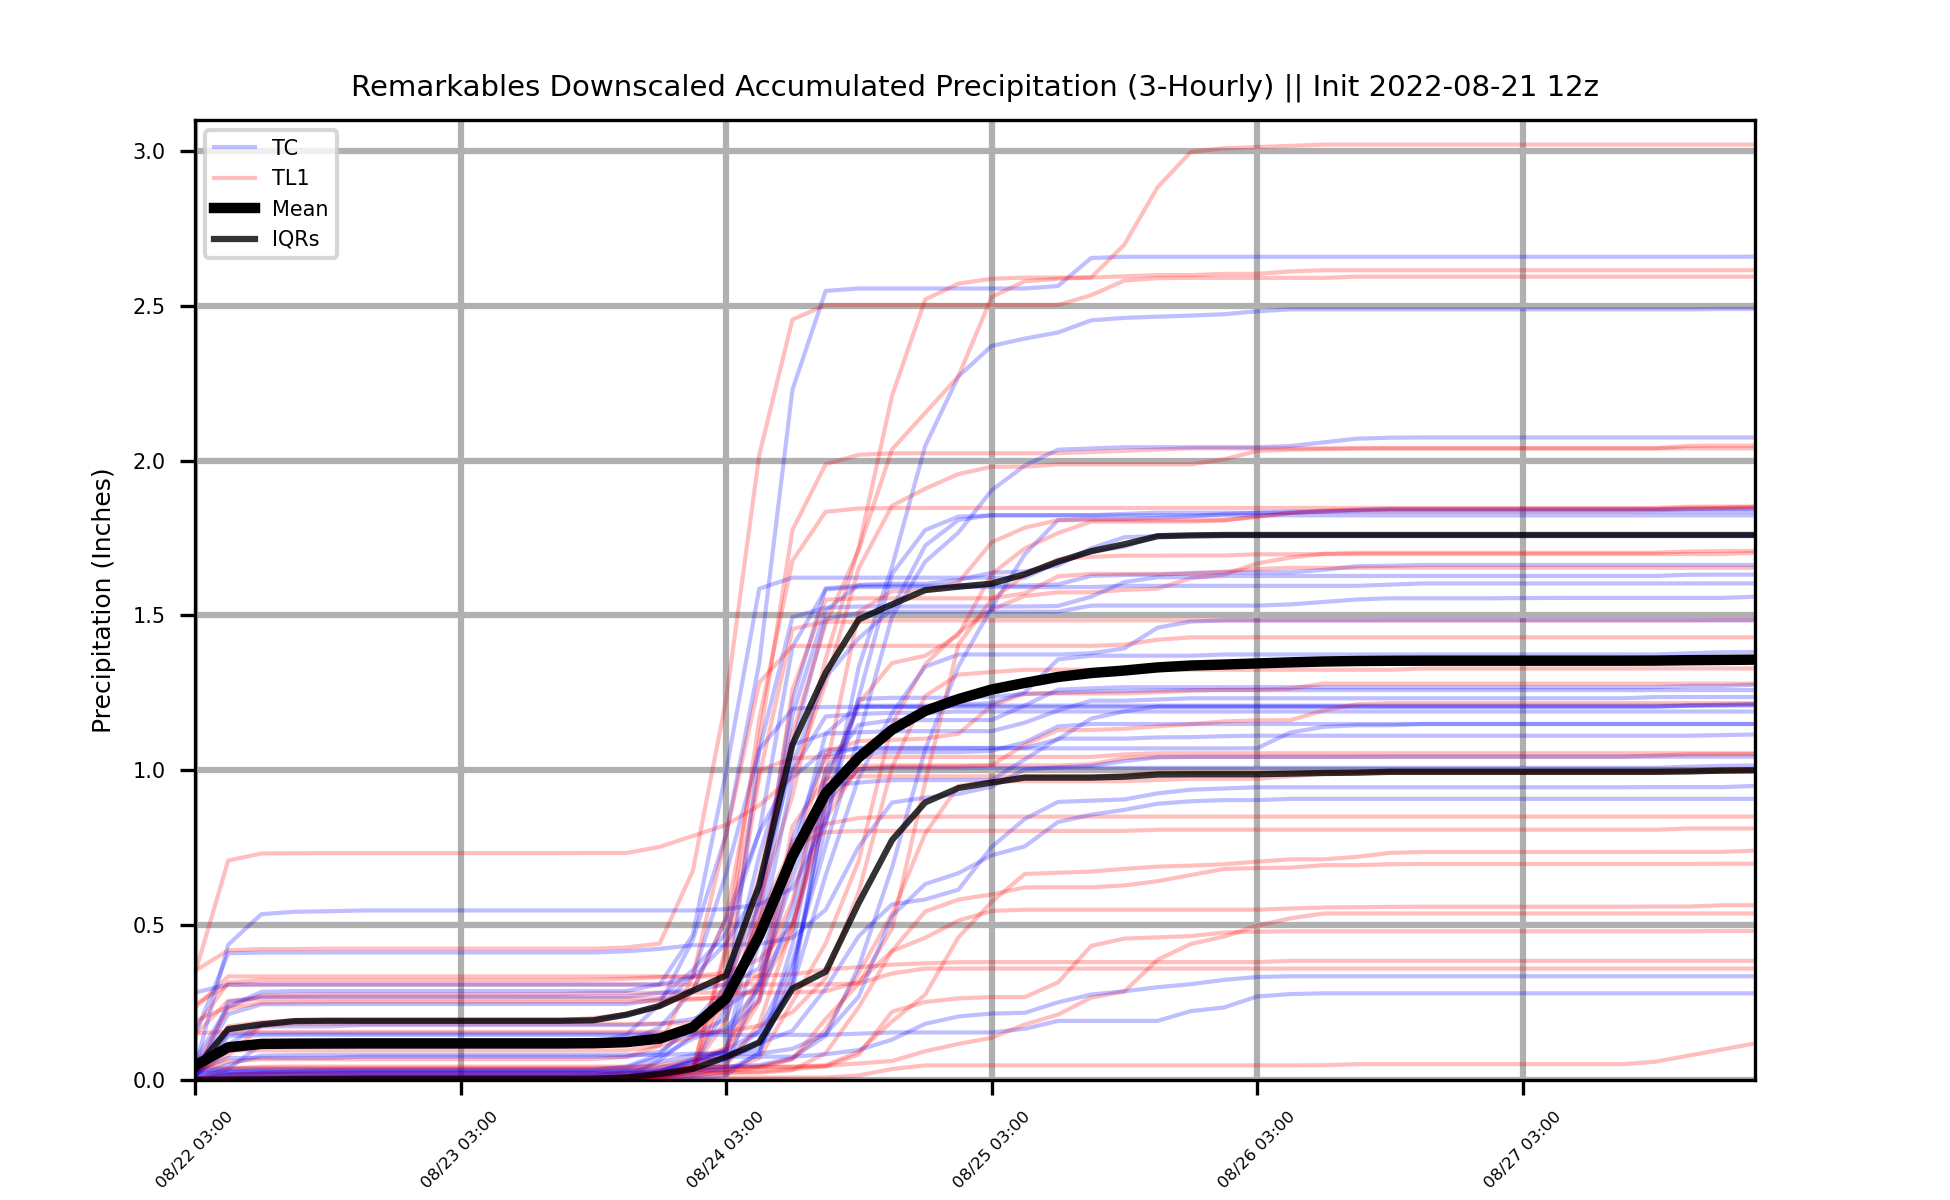 Remarkables Downscaled Accumulated Precipitation (3-Hourly) || Init 2022-08-21 12z
TC
TL1
Mean
IQRs
Precipitation (Inches)
3.0
2.5
2.0
1.5
1.0
0.5
0.0
08/22 03:00
08/23 03:00
08/24 03:00
08/25 03:00
08/26 03:00
08/27 03:00